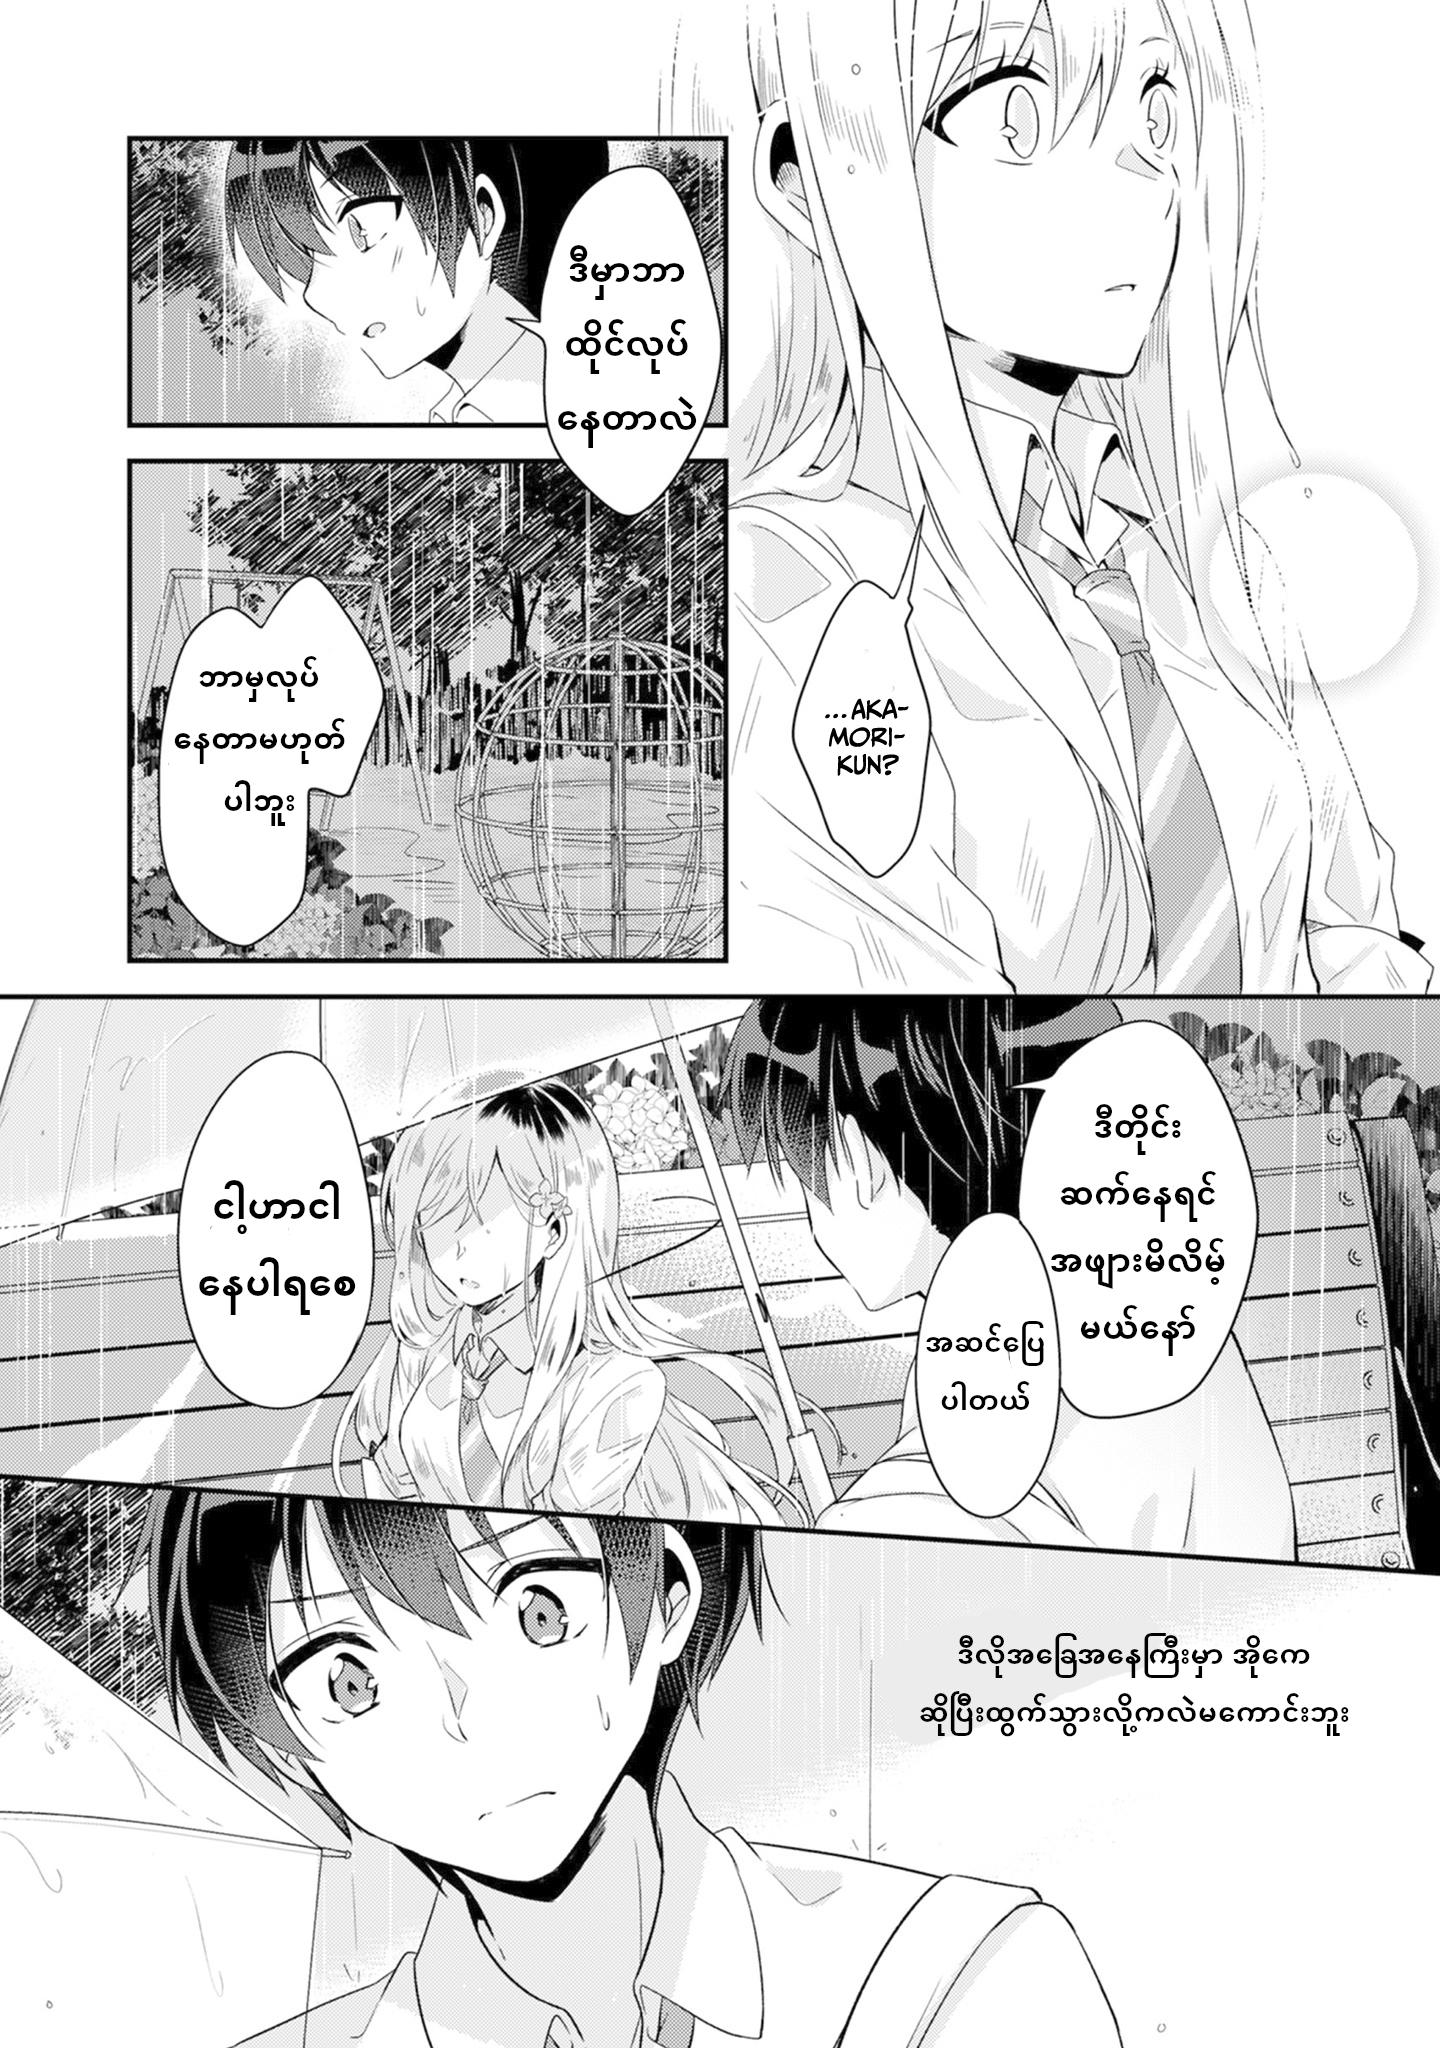 ...AKA-
MORI-
KUN?
ဒီမှာဘာ
ထိုင်လုပ်
နေတာလဲ
ဘာမှလုပ်
နေတာမဟုတ်
ပါဘူး
ဒီတိုင်း
ဆက်နေရင်
အဖျားမိလိမ့်
မယ်နော်
အဆင်ပြေ
ပါတယ်
ငါ့ဟာငါ
နေပါရစေ
ဒီလိုအခြေအနေကြီးမှာ အိုကေ
ဆိုပြီးထွက်သွားလို့ကလဲမကောင်းဘူး